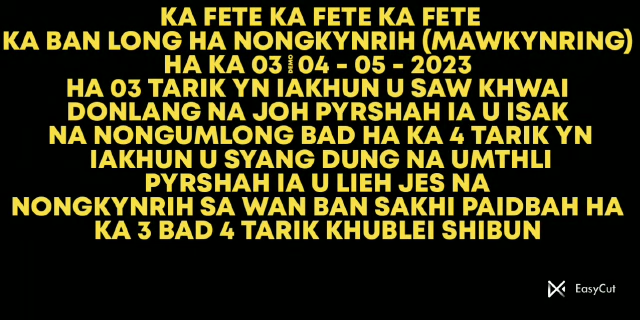 KA FETE KA FETE KA FETE
KA BAN LONG HA NONGKYNRIH (MAWKYNRING)
HA KA 03 DEMO 04 - 05 - 2023
HA 03 TARIK YN IAKHUN U SAW KHWAI
DONLANG NA JOH PYRSHAH IA U ISAK
NA NONGUMLONG BAD HA KA 4 TARIK YN
IAKHUN U SYANG DUNG NA UMTHLI
PYRSHAH IA U LIEH JES NA
NONGKYNRIH SA WAN BAN SAKHI PAIDBAH HA
KA 3 BAD 4 TARIK KHUBLEI SHIBUN
EasyCut